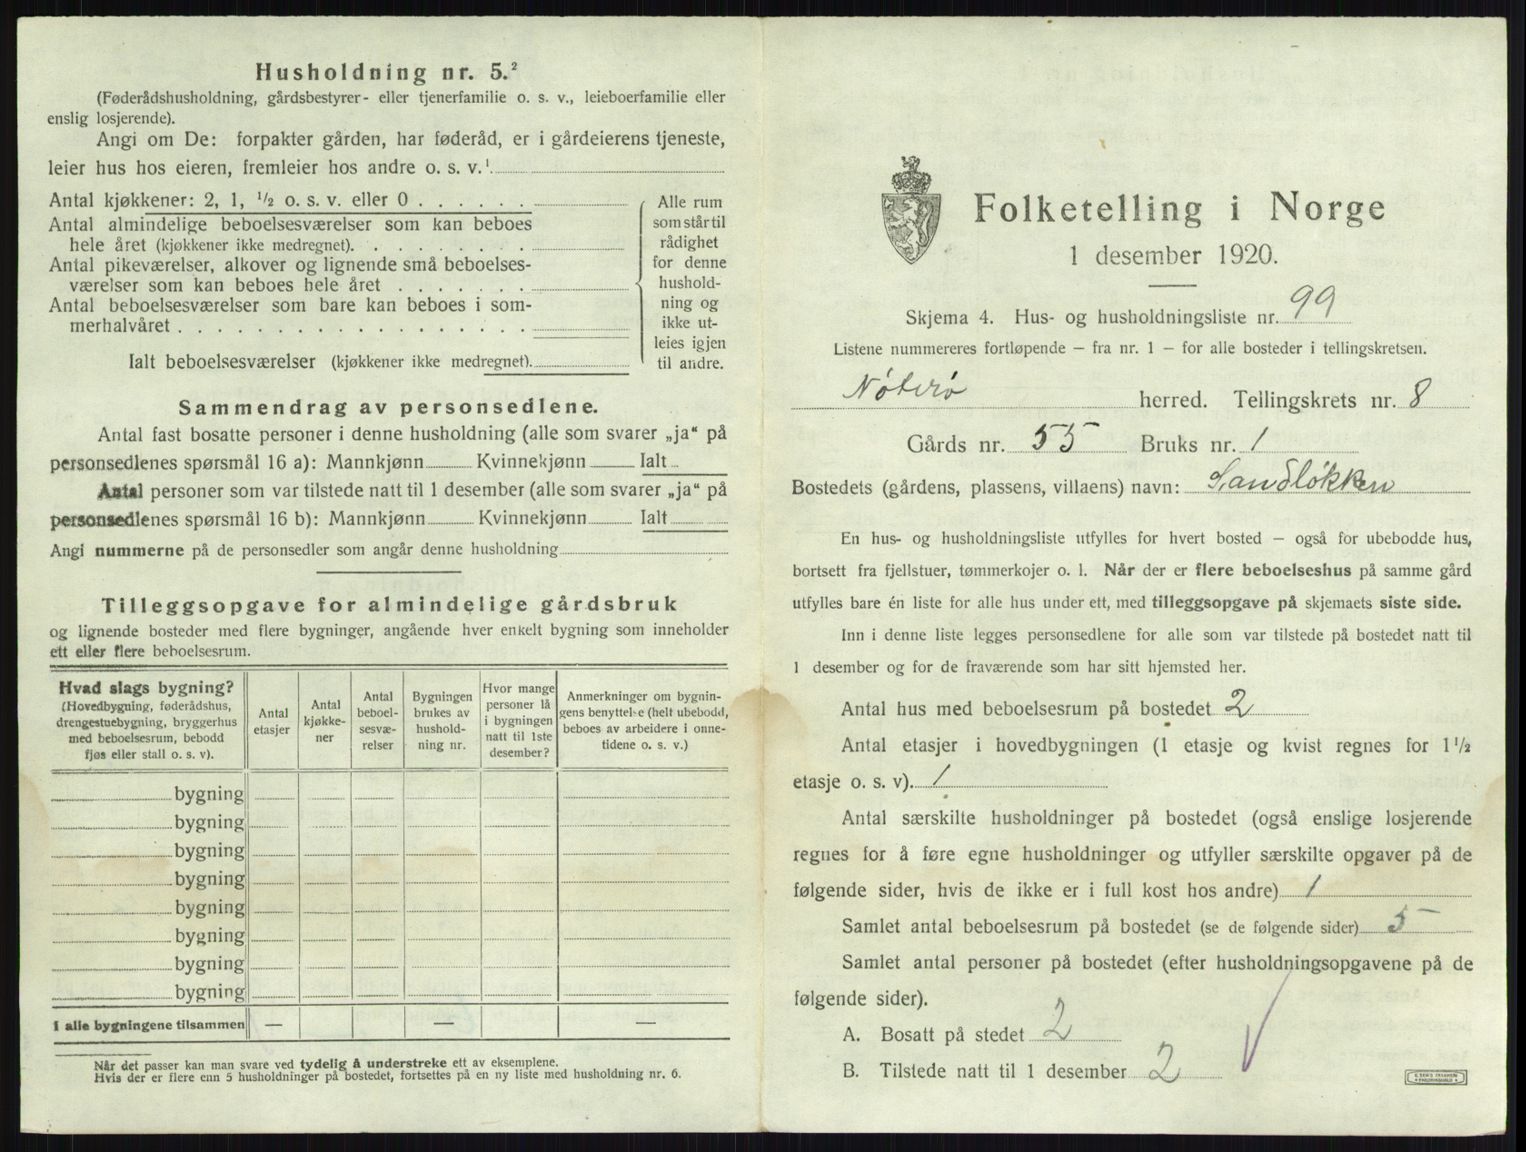 Husholdning nr. 5.²
(Føderådshusholdning, gårdsbestyrer- eller tjenerfamilie o. s. v., leieboerfamilie eller
enslig losjerende).
Angi om De: forpakter gården, har føderåd, er i gårdeierens tjeneste,
leier hus hos eieren, fremleier hos andre o. s. v.¹
Antal kjøkkener: 2, 1, ½ o. s. v. eller 0
Antal almindelige beboelsesværelser som kan beboes
hele året (kjøkkener ikke medregnet).
Antal pikeværelser, alkover og lignende små beboelses-
værelser som kan beboes hele året
Antal beboelsesværelser som bare kan beboes i som-
merhalvåret
Ialt beboelsesværelser (kjøkkener ikke medregnet).
Alle rum
som står til
rådighet
for denne
hushold-
ning og
ikke ut-
leies igjen
til andre.
Sammendrag av personsedlene.
Antal fast bosatte personer i denne husholdning (alle som svarer „ja“ på
personsedlenes spørsmål 16 a): Mannkjønn Kvinnekjønn Ialt
Antal personer som var tilstede natt til 1 desember (alle som svarer „ja“ på
personsedlenes spørsmål 16 b): Mannkjønn Kvinnekjønn Ialt
Angi nummerne på de personsedler som angår denne husholdning
Tilleggsopgave for almindelige gårdsbruk
og lignende bosteder med flere bygninger, angående hver enkelt bygning som inneholder
ett eller flere beboelsesrum.
Hvad slags bygning?
(Hovedbygning, føderådshus,
drengestuebygning, bryggerhus
med beboelsesrum, bebodd
fjøs eller stall o. s. v).
Antal
etasjer
Antal
kjøkke-
ner
Antal
beboel-
sesvæ-
relser
Bygningen
brukes av
hushold-
ning nr.
Hvor mange
personer lå
i bygningen
natt til 1ste
desember?
Anmerkninger om bygnin-
gens benyttelse (helt ubebodd,
beboes av arbeidere i onne-
tidene o. s. v.)
bygning
bygning
bygning
bygning
bygning
bygning
bygning
bygning
I alle bygningene tilsammen — — —
Når det passer kan man svare ved tydelig å understreke ett av eksemplene.
Hvis der er flere enn 5 husholdninger på bostedet, fortsettes på en ny liste med husholdning nr. 6.
Folketelling i Norge
1 desember 1920.
Skjema 4. Hus- og husholdningsliste nr. 99
Listene nummereres fortløpende – fra nr. 1 – for alle bosteder i tellingskretsen.
Nøterø herred. Tellingskrets nr. 8
Gårds nr. 55 Bruks nr. 1
Bostedets (gårdens, plassens, villaens) navn: Sandløkken
En hus- og husholdningsliste utfylles for hvert bosted – også for ubebodde hus,
bortsett fra fjellstuer, tømmerkojer o. l. Når der er flere beboelseshus på samme gård
utfylles bare én liste for alle hus under ett, med tilleggsopgave på skjemaets siste side.
Inn i denne liste legges personsedlene for alle som var tilstede på bostedet natt til
1 desember og for de fraværende som har sitt hjemsted her.
Antal hus med beboelsesrum på bostedet 2
Antal etasjer i hovedbygningen (1 etasje og kvist regnes for 1½
etasje o. s. v). 1
Antal særskilte husholdninger på bostedet (også enslige losjerende
regnes for å føre egne husholdninger og utfyller særskilte opgaver på de
følgende sider, hvis de ikke er i full kost hos andre) 1
Samlet antal beboelsesrum på bostedet (se de følgende sider) 5
Samlet antal personer på bostedet (efter husholdningsopgavene på de
følgende sider).
A. Bosatt på stedet 2
B. Tilstede natt til 1 desember 2